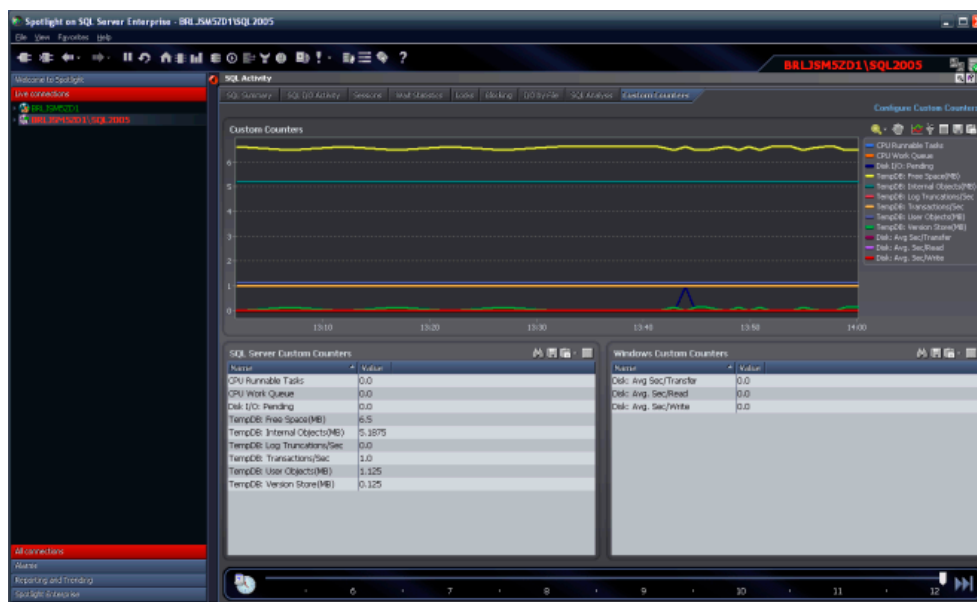 Spotlight on SQL Server Enterprise - BRLJSM5ZD1\SQL2005
File View Favorites Help
BRLJSM5ZD1\SQL2005
Welcome to Spotlight
SQL Activity
Live connections
SQL Summary SQL I/O Activity Sessions Wait Statistics Locks Blocking I/O By File SQL Analysis Custom Counters
BRLJSM5ZD1
BRLJSM5ZD1\SQL2005
Configure Custom Counters
Custom Counters
CPU Runnable Tasks
CPU Work Queue
Disk I/O: Pending
TempDB: Free Space(MB)
TempDB: Internal Objects(MB)
TempDB: Log Truncations/Sec
TempDB: Transactions/Sec
TempDB: User Objects(MB)
TempDB: Version Store(MB)
Disk: Avg Sec/Transfer
Disk: Avg. Sec/Read
Disk: Avg. Sec/Write
6
5
4
3
2
1
0
13:10 13:20 13:30 13:40 13:50 14:00
SQL Server Custom Counters
Name Value
CPU Runnable Tasks 0.0
CPU Work Queue 0.0
Disk I/O: Pending 0.0
TempDB: Free Space(MB) 6.5
TempDB: Internal Objects(MB) 5.1875
TempDB: Log Truncations/Sec 0.0
TempDB: Transactions/Sec 1.0
TempDB: User Objects(MB) 1.125
TempDB: Version Store(MB) 0.125
Windows Custom Counters
Name Value
Disk: Avg Sec/Transfer 0.0
Disk: Avg. Sec/Read 0.0
Disk: Avg. Sec/Write 0.0
All connections
Alarms
Reporting and Trending
Spotlight Enterprise
6 7 8 9 10 11 12